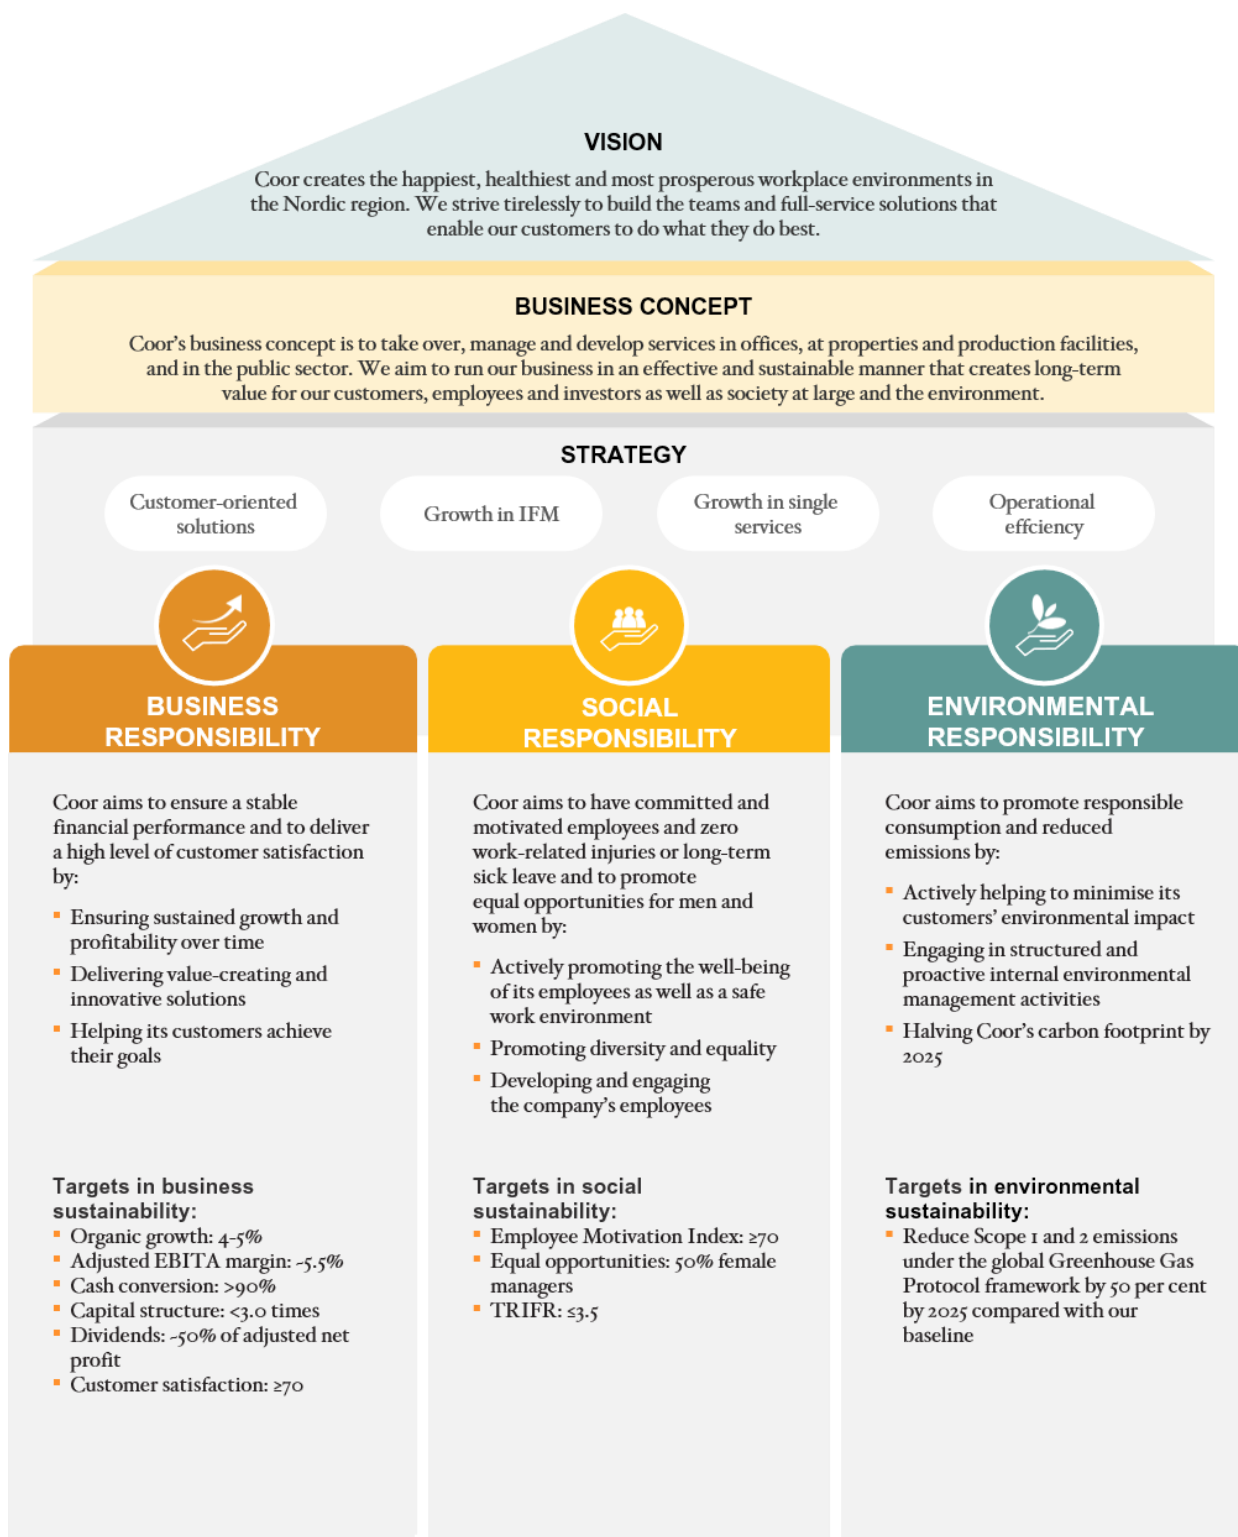 VISION
Coor creates the happiest, healthiest and most prosperous workplace environments in
the Nordic region. We strive tirelessly to build the teams and full-service solutions that
enable our customers to do what they do best.
BUSINESS CONCEPT
Coor's business concept is to take over, manage and develop services in offices, at properties and production facilities,
and in the public sector. We aim to run our business in an effective and sustainable manner that creates long-term
value for our customers, employees and investors as well as society at large and the environment.
STRATEGY
Customer-oriented
solutions
Growth in IFM
Growth in single
services
Operational
effciency
BUSINESS
RESPONSIBILITY
Coor aims to ensure a stable
financial performance and to deliver
a high level of customer satisfaction
by:
▪ Ensuring sustained growth and
profitability over time
▪ Delivering value-creating and
innovative solutions
▪ Helping its customers achieve
their goals
Targets in business
sustainability:
▪ Organic growth: 4-5%
▪ Adjusted EBITA margin: ~5.5%
▪ Cash conversion: >90%
▪ Capital structure: <3.0 times
▪ Dividends: ~50% of adjusted net
profit
▪ Customer satisfaction: ≥70
SOCIAL
RESPONSIBILITY
Coor aims to have committed and
motivated employees and zero
work-related injuries or long-term
sick leave and to promote
equal opportunities for men and
women by:
▪ Actively promoting the well-being
of its employees as well as a safe
work environment
▪ Promoting diversity and equality
▪ Developing and engaging
the company's employees
Targets in social
sustainability:
▪ Employee Motivation Index: ≥70
▪ Equal opportunities: 50% female
managers
▪ TRIFR: ≤3.5
ENVIRONMENTAL
RESPONSIBILITY
Coor aims to promote responsible
consumption and reduced
emissions by:
▪ Actively helping to minimise its
customers' environmental impact
▪ Engaging in structured and
proactive internal environmental
management activities
▪ Halving Coor's carbon footprint by
2025
Targets in environmental
sustainability:
▪ Reduce Scope 1 and 2 emissions
under the global Greenhouse Gas
Protocol framework by 50 per cent
by 2025 compared with our
baseline